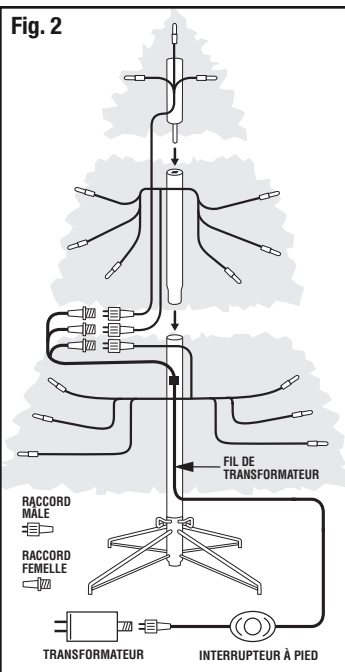 Fig. 2
FIL DE
TRANSFORMATEUR
RACCORD
MÂLE
RACCORD
FEMELLE
TRANSFORMATEUR
INTERRUPTEUR À PIED